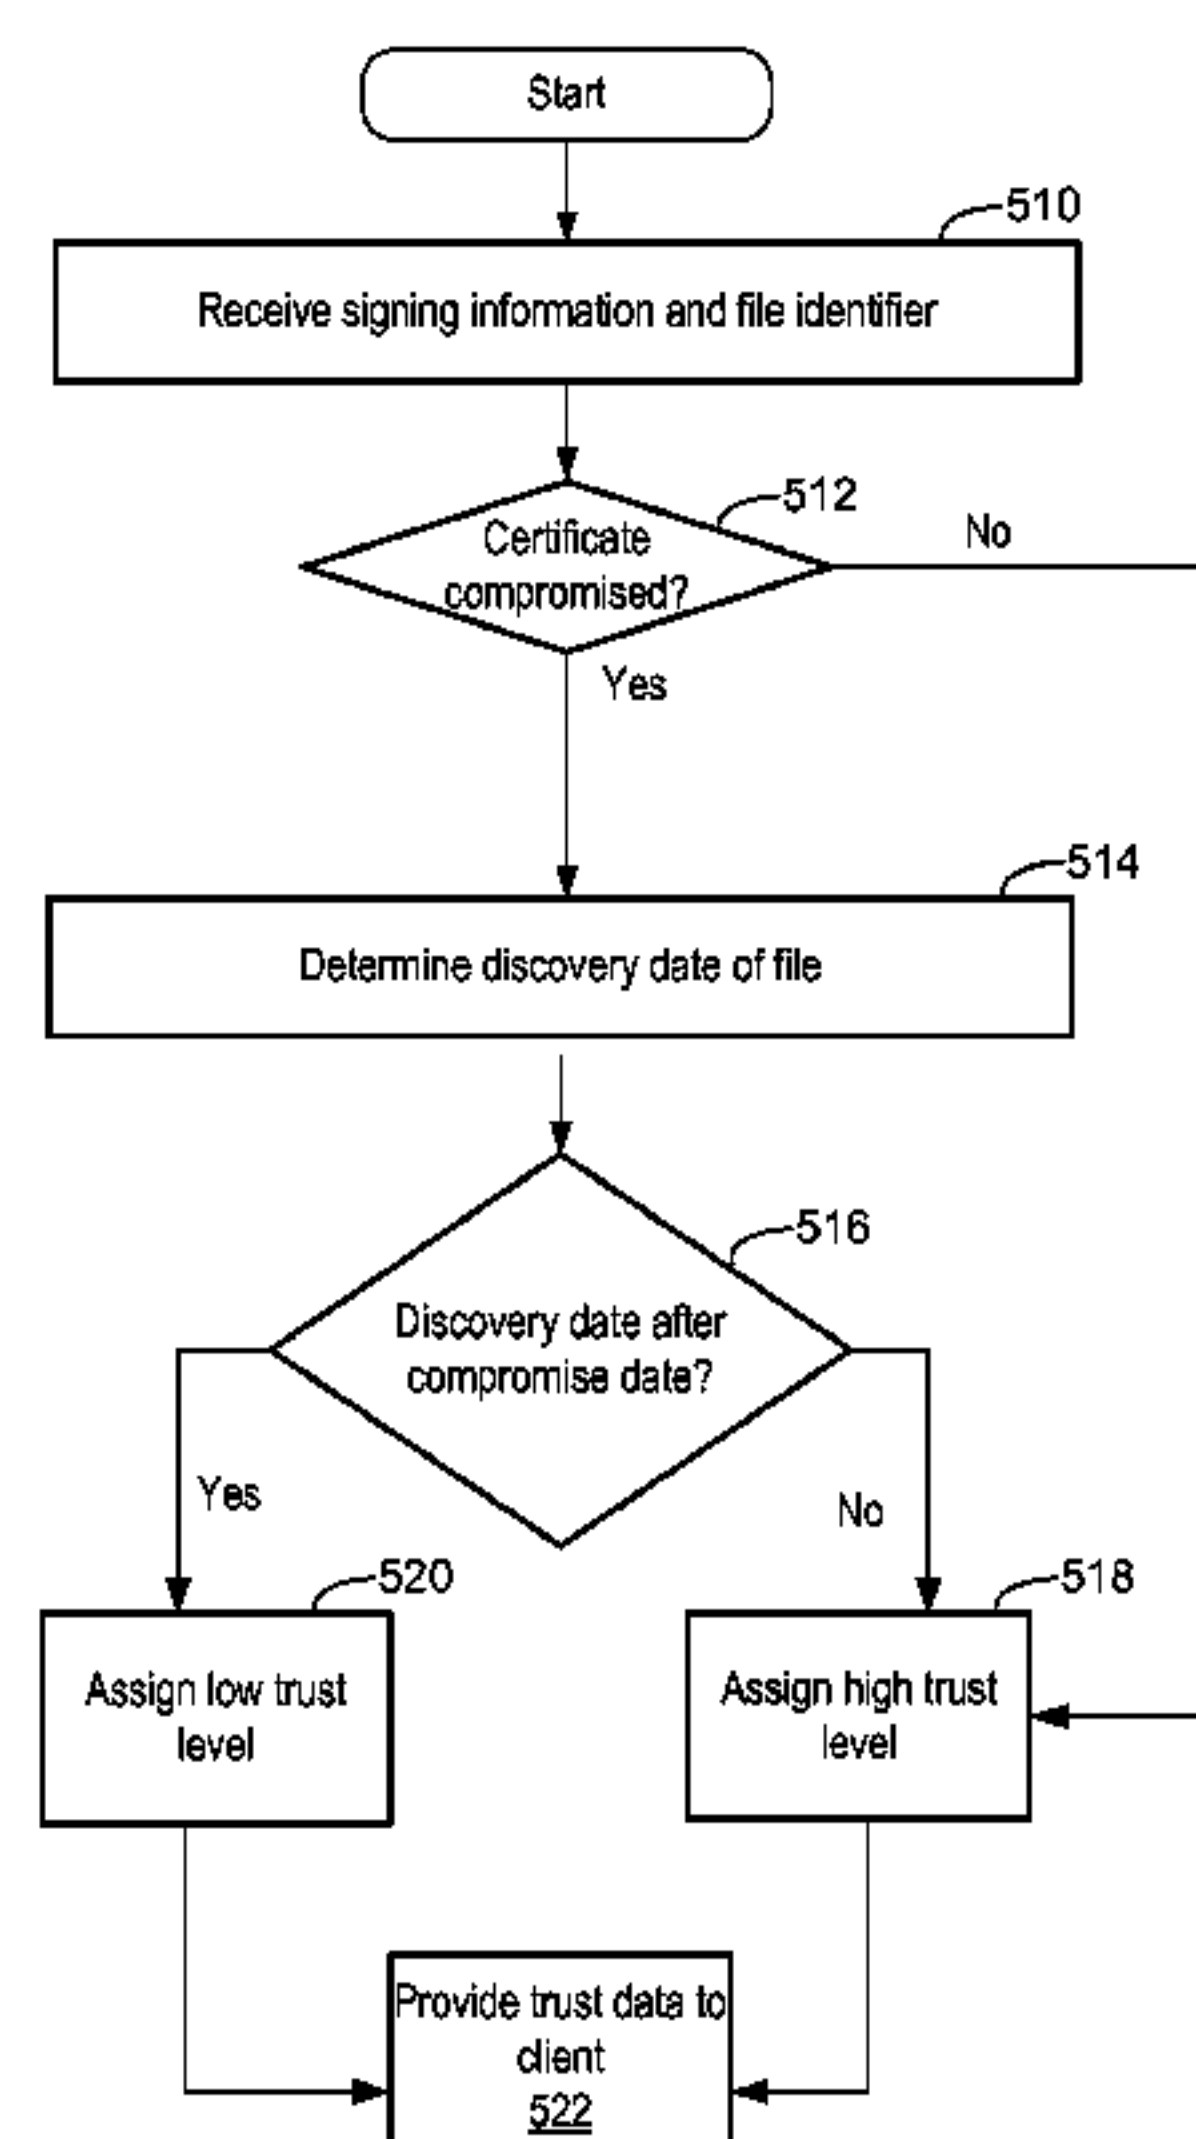 Start
510
Receive signing information and file identifier
512
Certificate
compromised?
No
Yes
514
Determine discovery date of file
516
Discovery date after
compromise date?
Yes
No
520
518
Assign low trust
level
Assign high trust
level
Provide trust data to
client
522